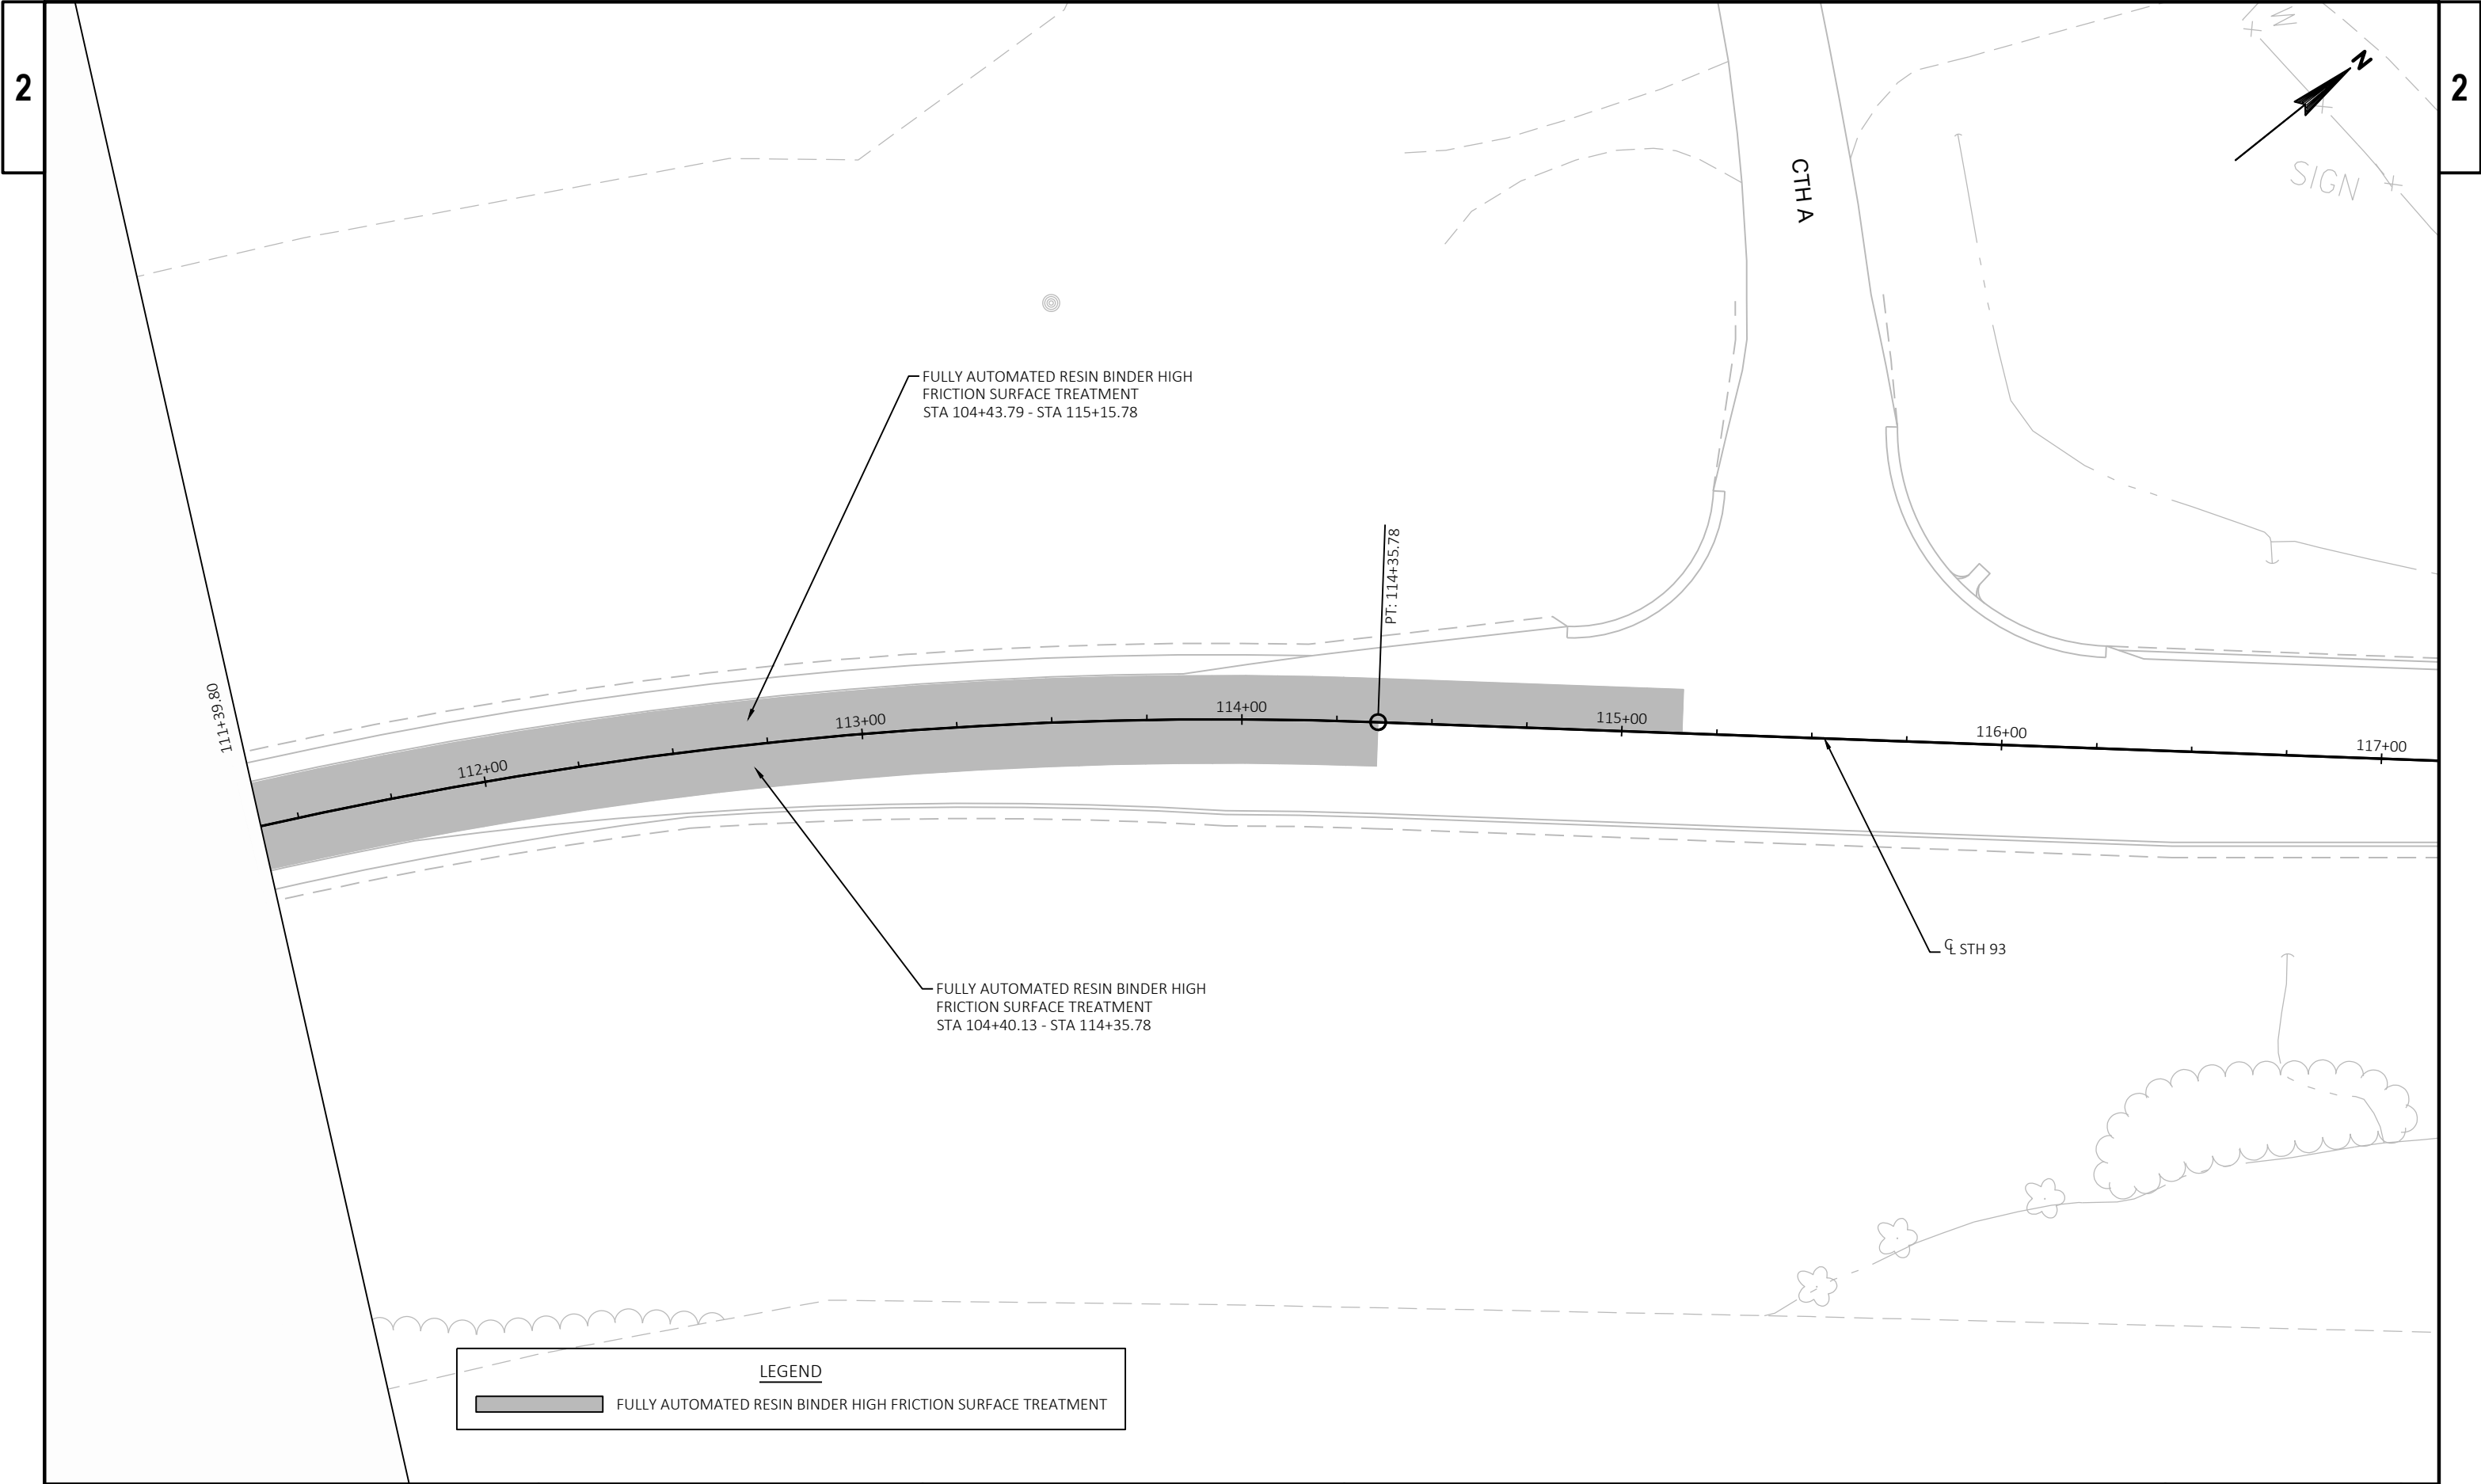 2
2
N
SIGN
CTH A
FULLY AUTOMATED RESIN BINDER HIGH
FRICTION SURFACE TREATMENT
STA 104+43.79 - STA 115+15.78
PT: 114+35.78
111+39.80
112+00
113+00
114+00
115+00
116+00
117+00
℄ STH 93
FULLY AUTOMATED RESIN BINDER HIGH
FRICTION SURFACE TREATMENT
STA 104+40.13 - STA 114+35.78
LEGEND
FULLY AUTOMATED RESIN BINDER HIGH FRICTION SURFACE TREATMENT